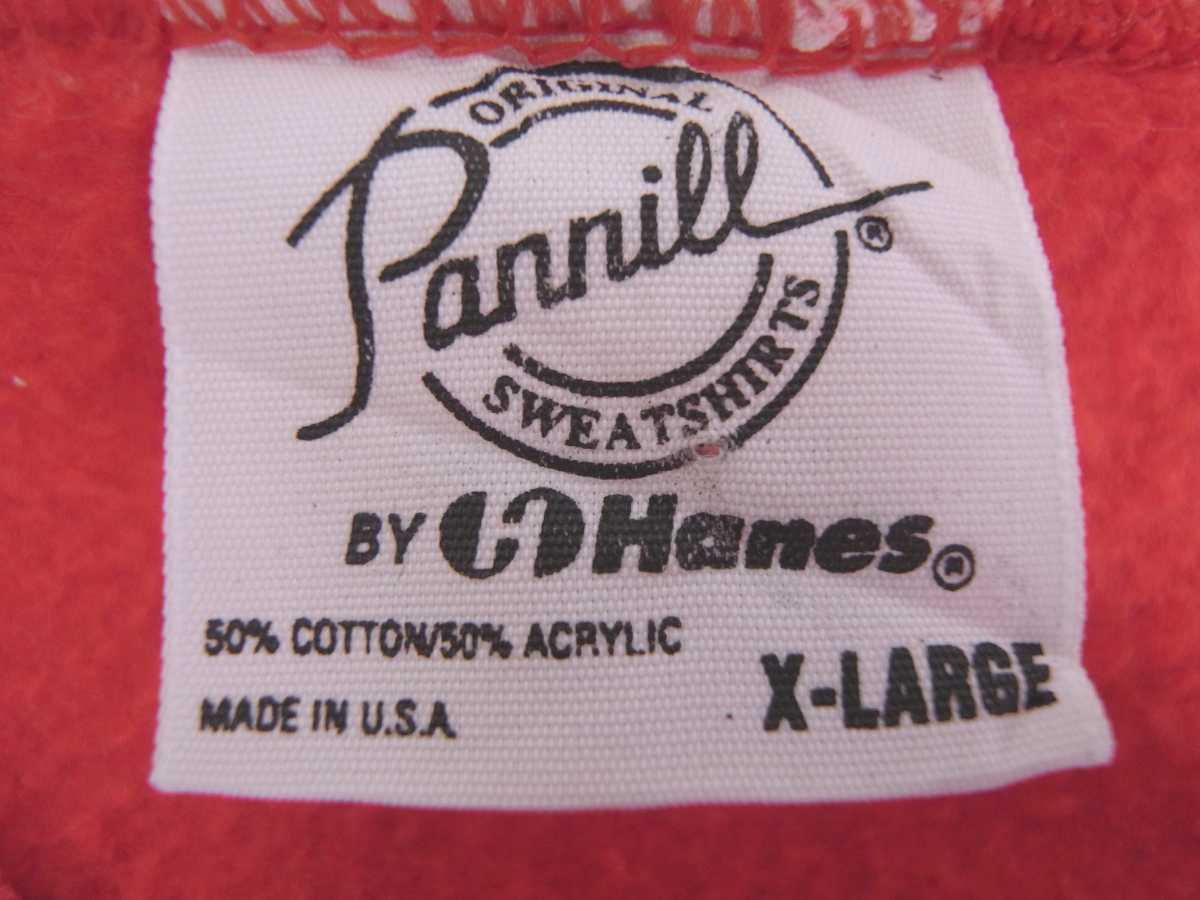 ORIGINAL
Pannill®
SWEATSHIRTS
BY Hanes®
50% COTTON/50% ACRYLIC
X-LARGE
MADE IN U.S.A.